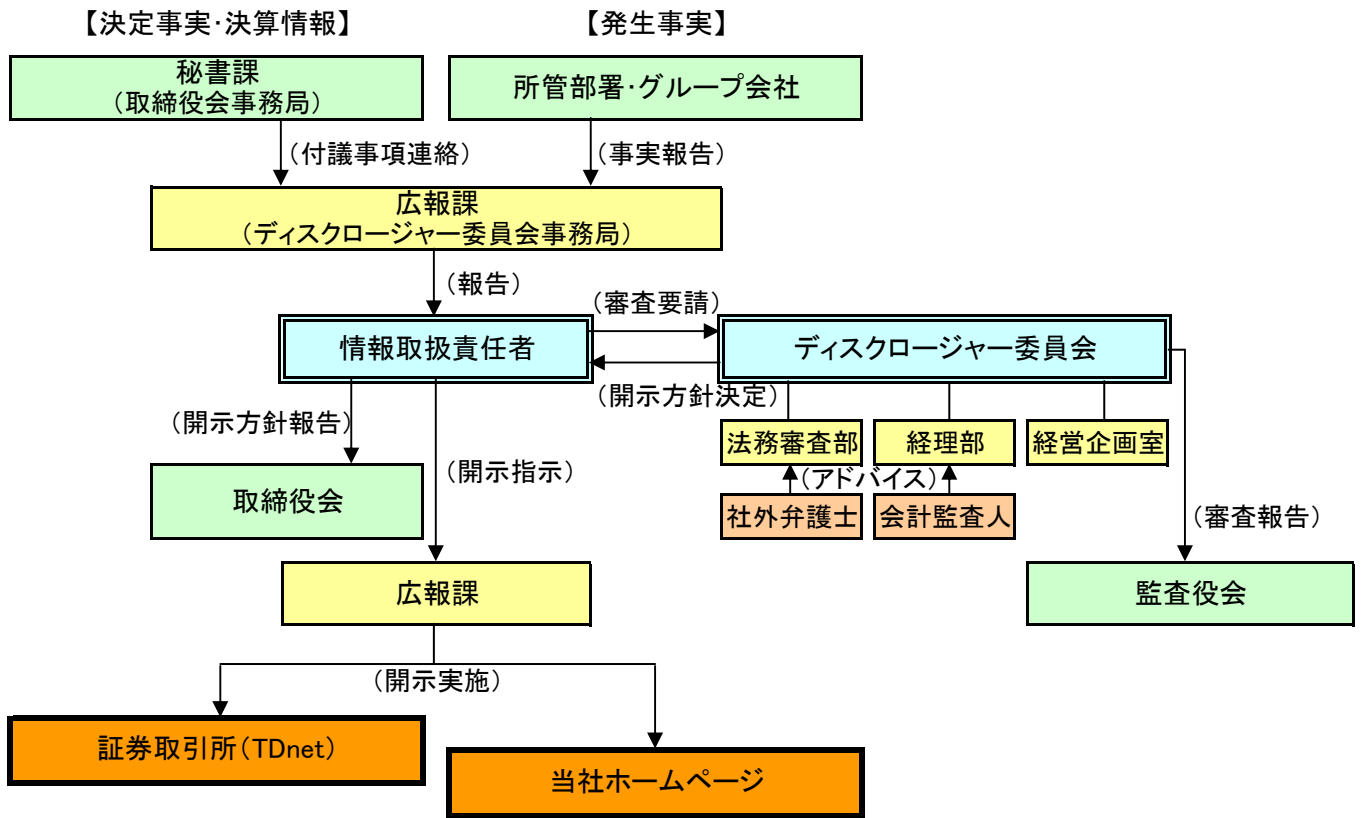 【決定事実・決算情報】
【発生事実】
秘書課
（取締役会事務局）
所管部署・グループ会社
（付議事項連絡）
（事実報告）
広報課
（ディスクロージャー委員会事務局）
（報告）
（審査要請）
情報取扱責任者
ディスクロージャー委員会
（開示方針決定）
（開示方針報告）
法務審査部
経理部
経営企画室
（開示指示）
（アドバイス）
取締役会
社外弁護士
会計監査人
（審査報告）
広報課
監査役会
（開示実施）
証券取引所（TDnet）
当社ホームページ